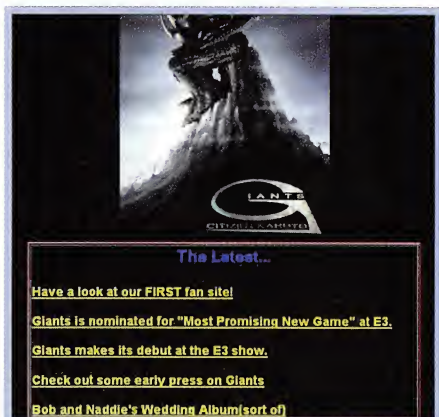 GIANTS
CITIZEN KABUTO
The Latest...
Have a look at our FIRST fan site!
Giants is nominated for "Most Promising New Game" at E3.
Giants makes its debut at the E3 show.
Check out some early press on Giants
Bob and Naddie's Wedding Album(sort of)